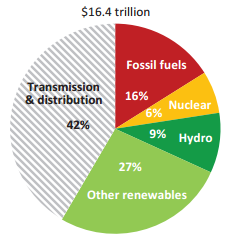 $16.4 trillion
Fossil fuels
16%
Nuclear
6%
9% Hydro
27%
Other renewables
Transmission
& distribution
42%